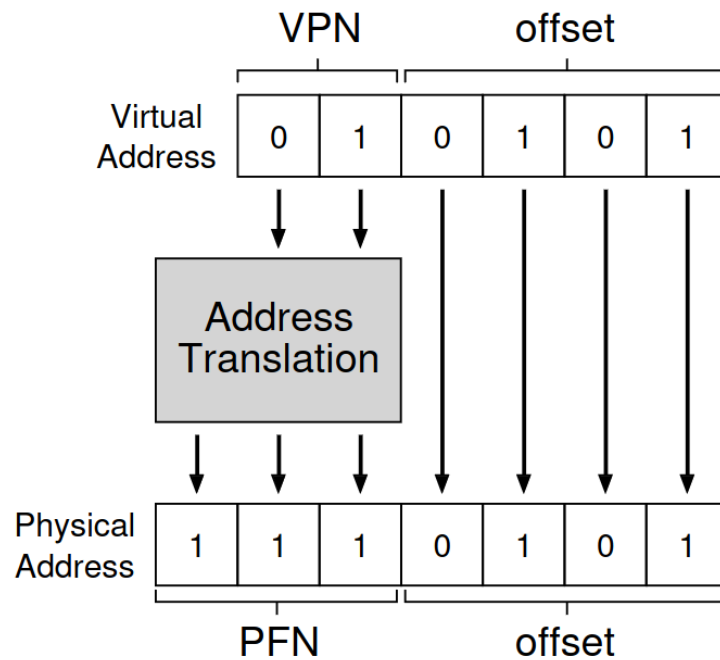 VPN offset
Virtual
Address
0 1 0 1 0 1
Address
Translation
Physical
Address
1 1 1 0 1 0 1
PFN offset